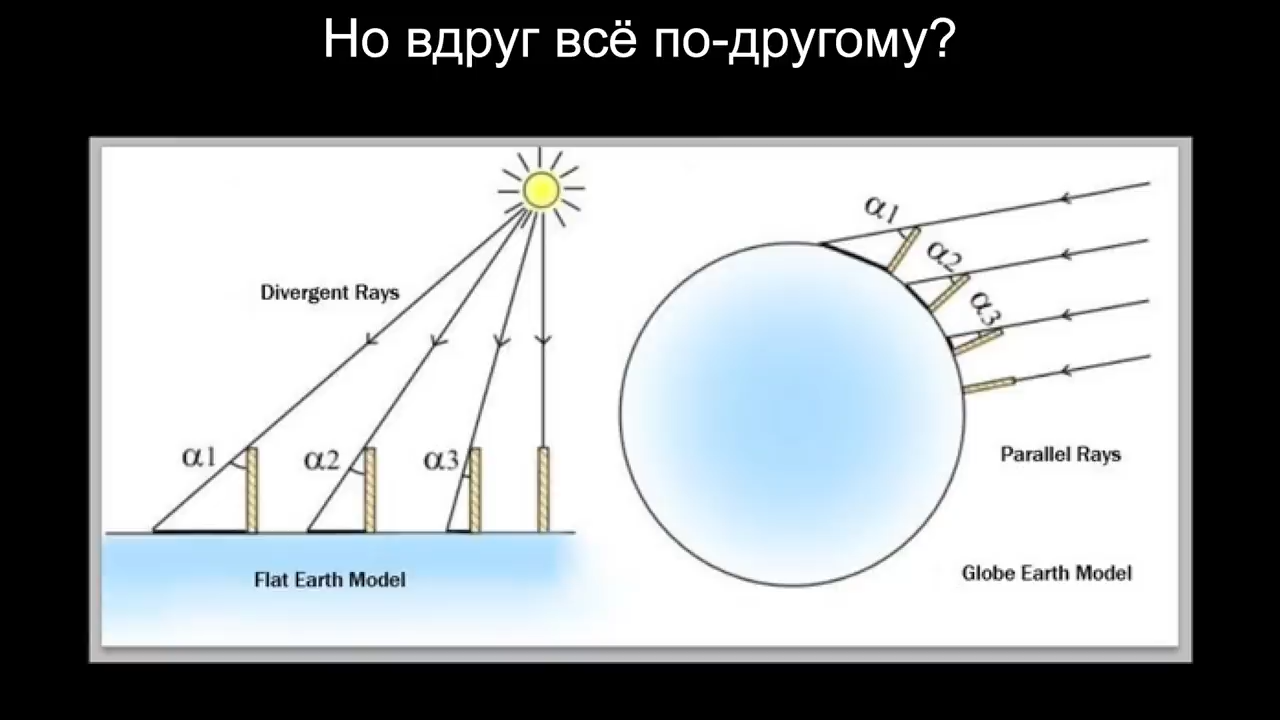 Но вдруг всё по-другому?
Divergent Rays
α1
α2
α3
Flat Earth Model
α1
α2
α3
Parallel Rays
Globe Earth Model